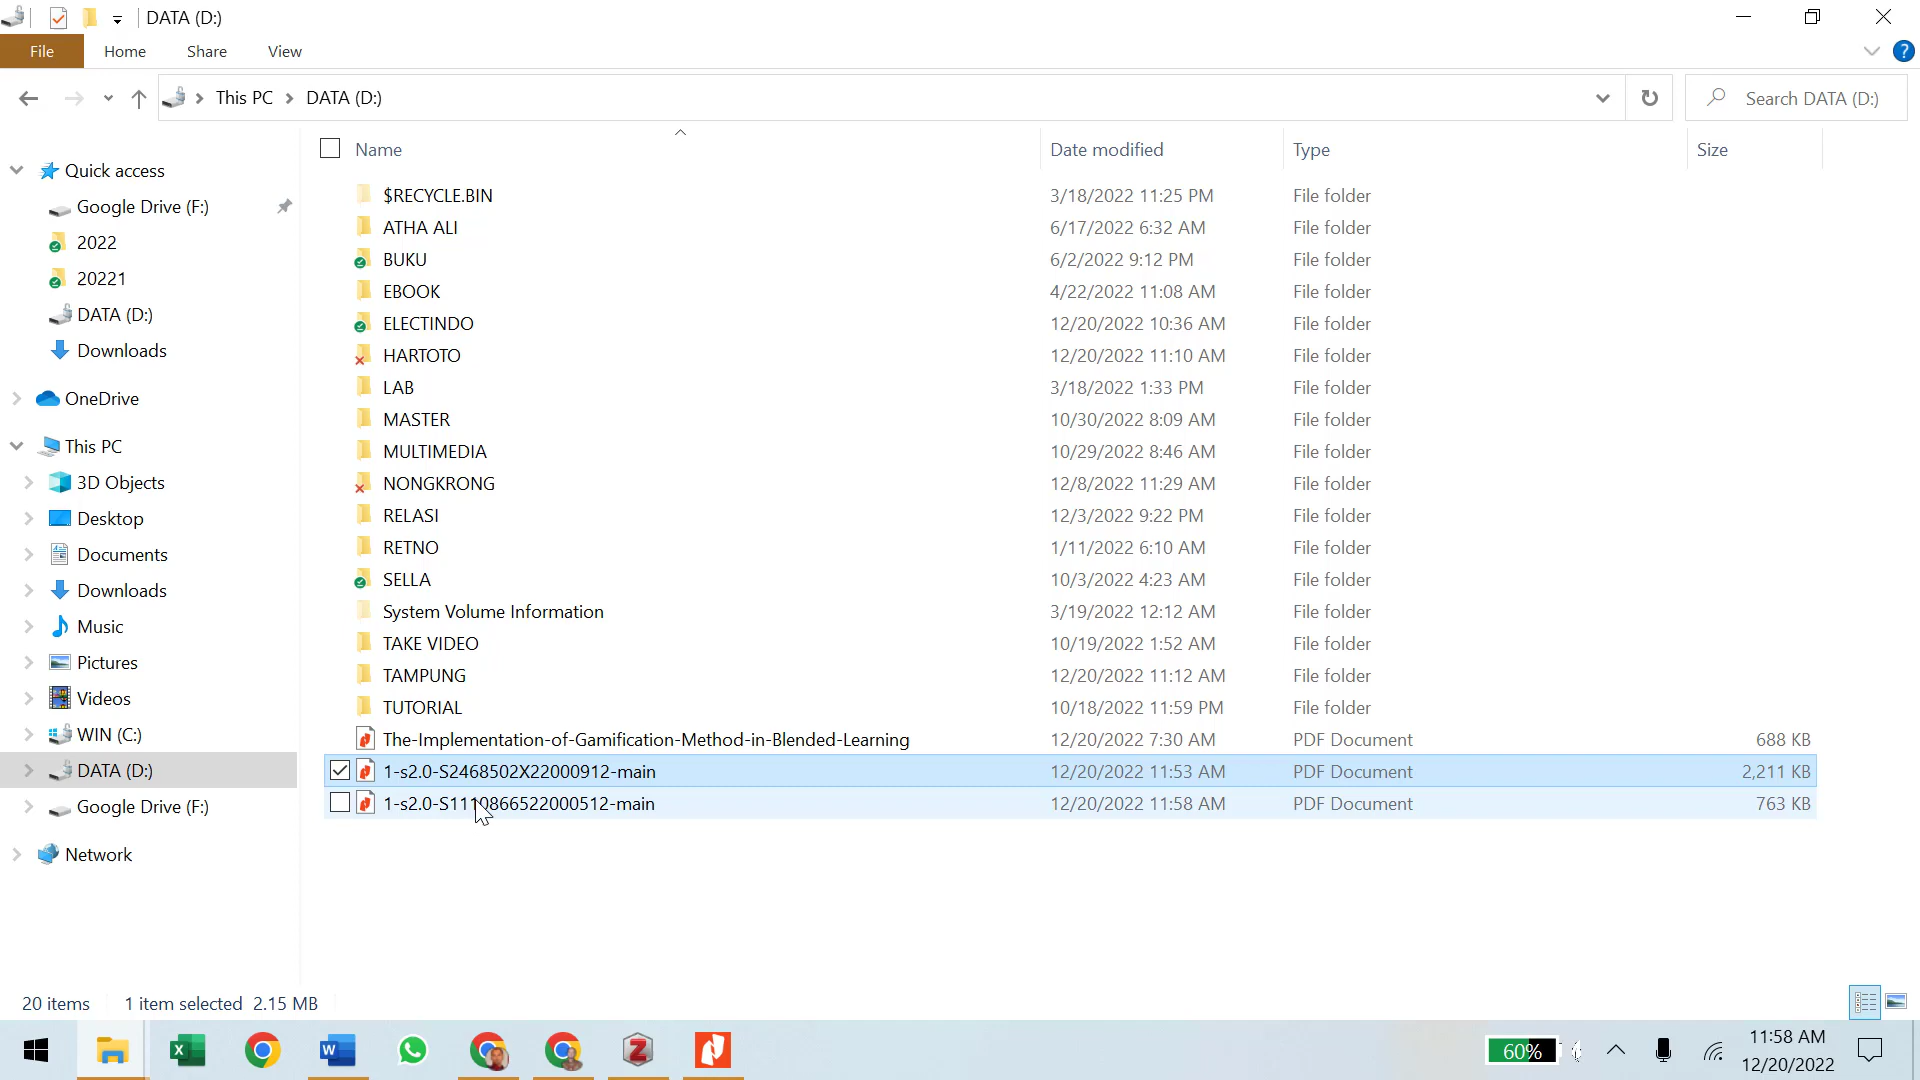 DATA (D:)
File Home Share View
This PC DATA (D:)
Search DATA (D:)
Name Date modified Type Size
Quick access
Google Drive (F:)
2022
20221
DATA (D:)
Downloads
OneDrive
This PC
3D Objects
Desktop
Documents
Downloads
Music
Pictures
Videos
WIN (C:)
DATA (D:)
Google Drive (F:)
Network
$RECYCLE.BIN 3/18/2022 11:25 PM File folder
ATHA ALI 6/17/2022 6:32 AM File folder
BUKU 6/2/2022 9:12 PM File folder
EBOOK 4/22/2022 11:08 AM File folder
ELECTINDO 12/20/2022 10:36 AM File folder
HARTOTO 12/20/2022 11:10 AM File folder
LAB 3/18/2022 1:33 PM File folder
MASTER 10/30/2022 8:09 AM File folder
MULTIMEDIA 10/29/2022 8:46 AM File folder
NONGKRONG 12/8/2022 11:29 AM File folder
RELASI 12/3/2022 9:22 PM File folder
RETNO 1/11/2022 6:10 AM File folder
SELLA 10/3/2022 4:23 AM File folder
System Volume Information 3/19/2022 12:12 AM File folder
TAKE VIDEO 10/19/2022 1:52 AM File folder
TAMPUNG 12/20/2022 11:12 AM File folder
TUTORIAL 10/18/2022 11:59 PM File folder
The-Implementation-of-Gamification-Method-in-Blended-Learning 12/20/2022 7:30 AM PDF Document 688 KB
1-s2.0-S2468502X22000912-main 12/20/2022 11:53 AM PDF Document 2,211 KB
1-s2.0-S1110866522000512-main 12/20/2022 11:58 AM PDF Document 763 KB
20 items 1 item selected 2.15 MB
60%
11:58 AM
12/20/2022